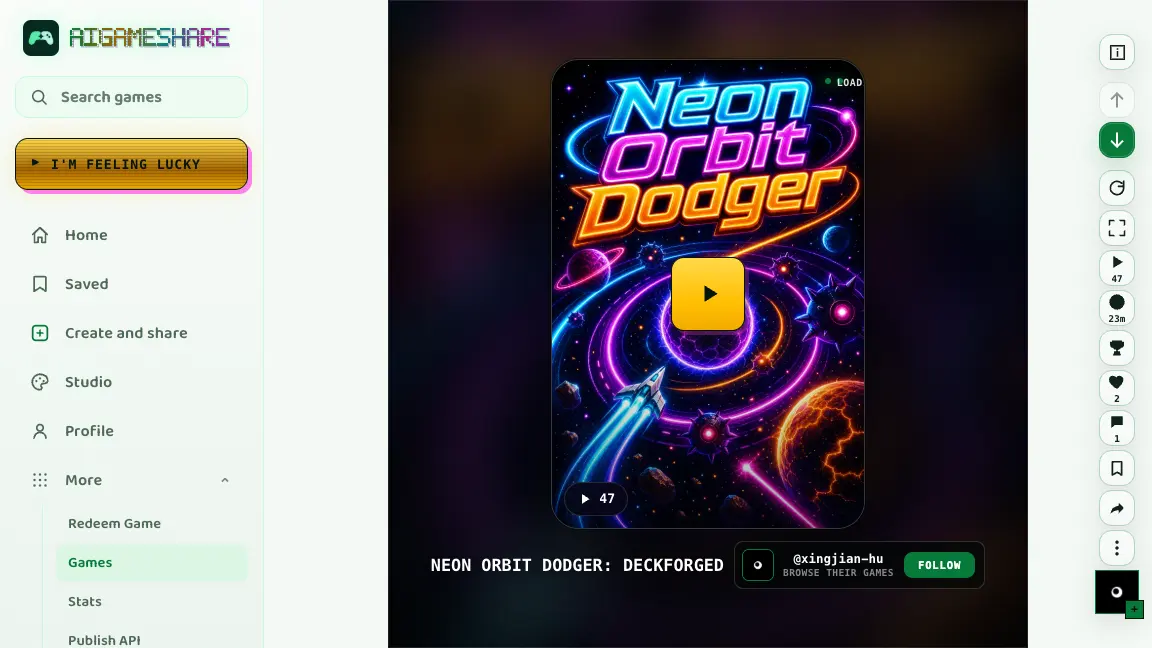 AIGAMESHARE
Search games
I'M FEELING LUCKY
Home
Saved
Create and share
Studio
Profile
More
Redeem Game
Games
Stats
Publish API
LOAD
Neon
Orbit
Dodger
47
NEON ORBIT DODGER: DECKFORGED
@xingjian-hu
BROWSE THEIR GAMES
FOLLOW
47
23m
2
1